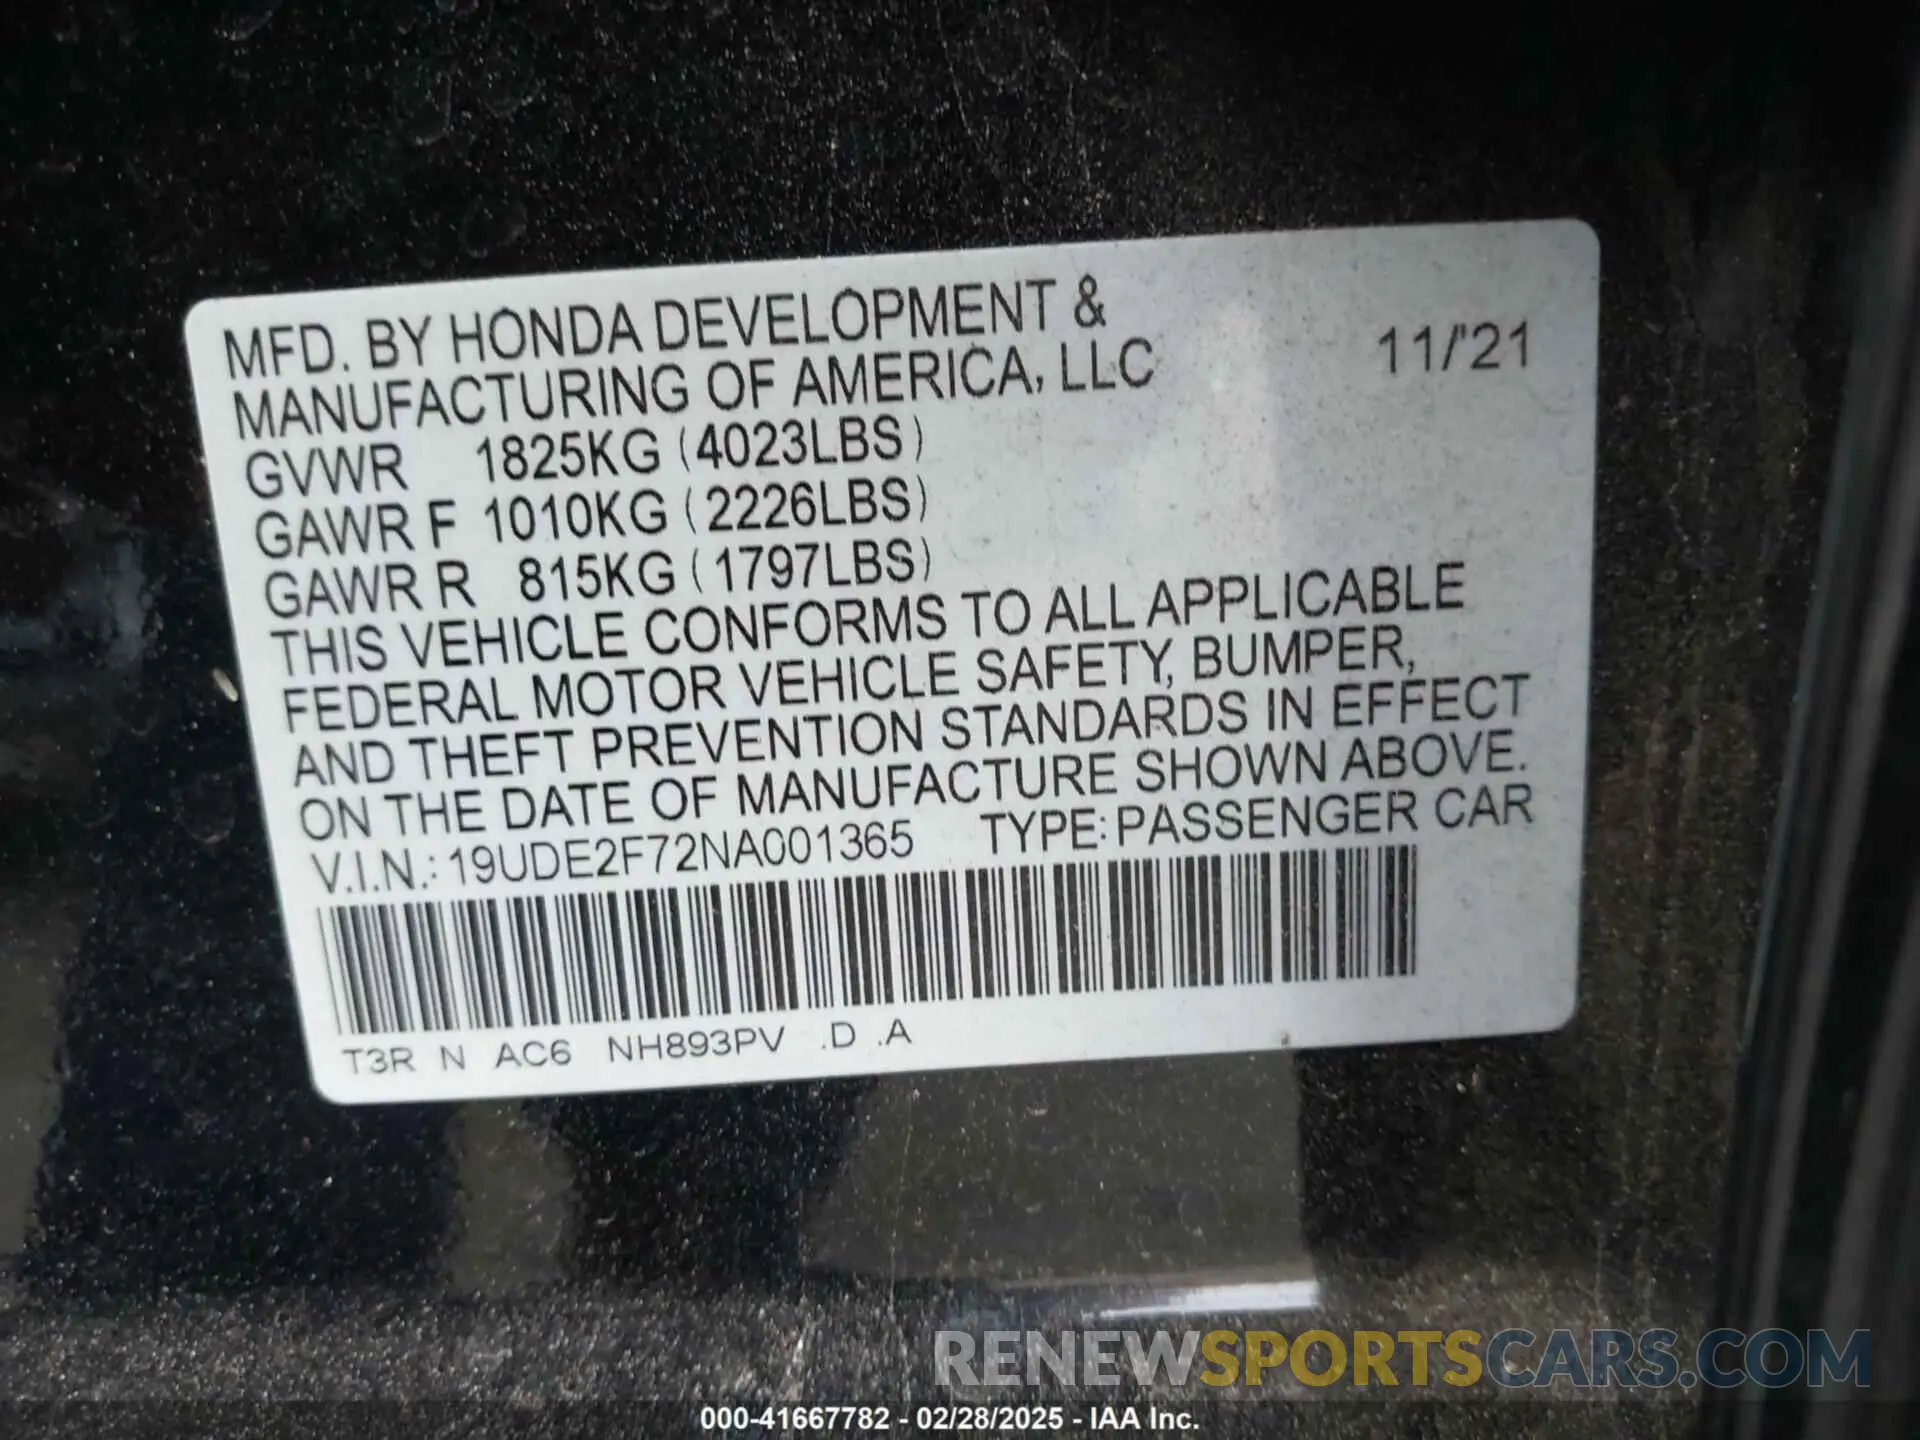 MFD. BY HONDA DEVELOPMENT &
MANUFACTURING OF AMERICA, LLC 11/'21
GVWR 1825KG (4023LBS)
GAWR F 1010KG (2226LBS)
GAWR R 815KG (1797LBS)
THIS VEHICLE CONFORMS TO ALL APPLICABLE
FEDERAL MOTOR VEHICLE SAFETY, BUMPER,
AND THEFT PREVENTION STANDARDS IN EFFECT
ON THE DATE OF MANUFACTURE SHOWN ABOVE.
V.I.N.: 19UDE2F72NA001365 TYPE: PASSENGER CAR
T3R N AC6 NH893PV .D .A
RENEWSPORTSCARS.COM
000-41667782 - 02/28/2025 - IAA Inc.